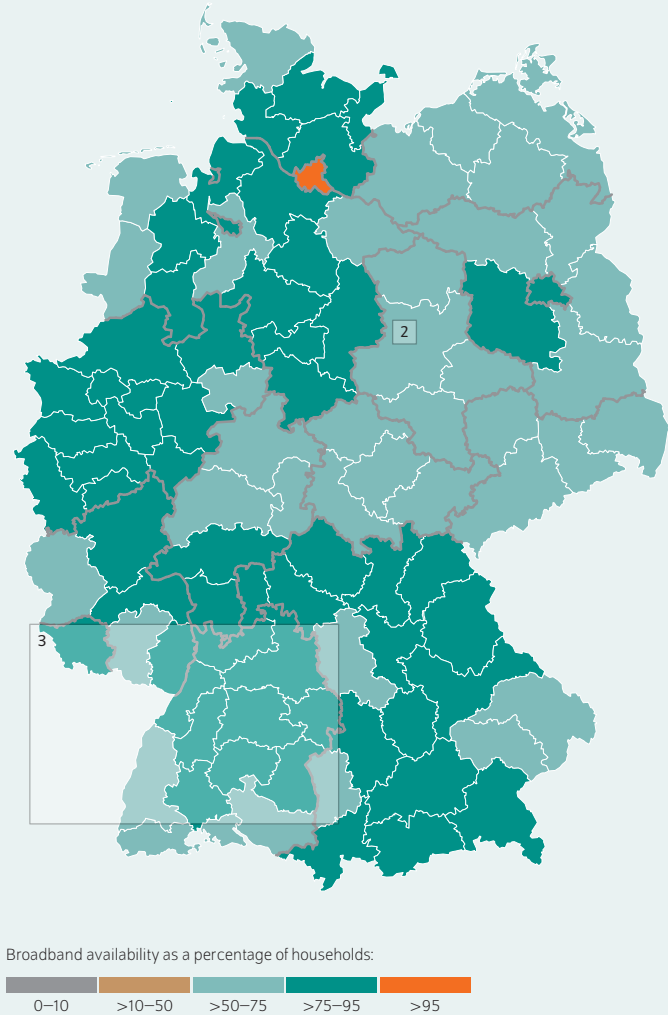 2
3
Broadband availability as a percentage of households:
0–10 >10–50 >50–75 >75–95 >95